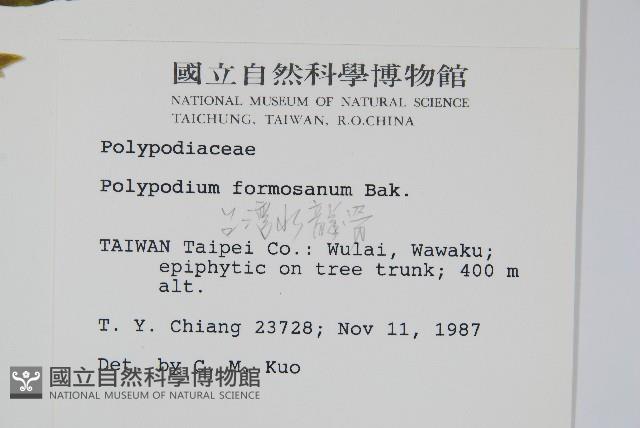 國立自然科學博物館
NATIONAL MUSEUM OF NATURAL SCIENCE
TAICHUNG, TAIWAN, R.O.CHINA
Polypodiaceae
Polypodium formosanum Bak.
台灣水龍骨
TAIWAN Taipei Co.: Wulai, Wawaku;
epiphytic on tree trunk; 400 m
alt.
T. Y. Chiang 23728; Nov 11, 1987
Det. by C. M. Kuo
國立自然科學博物館
NATIONAL MUSEUM OF NATURAL SCIENCE